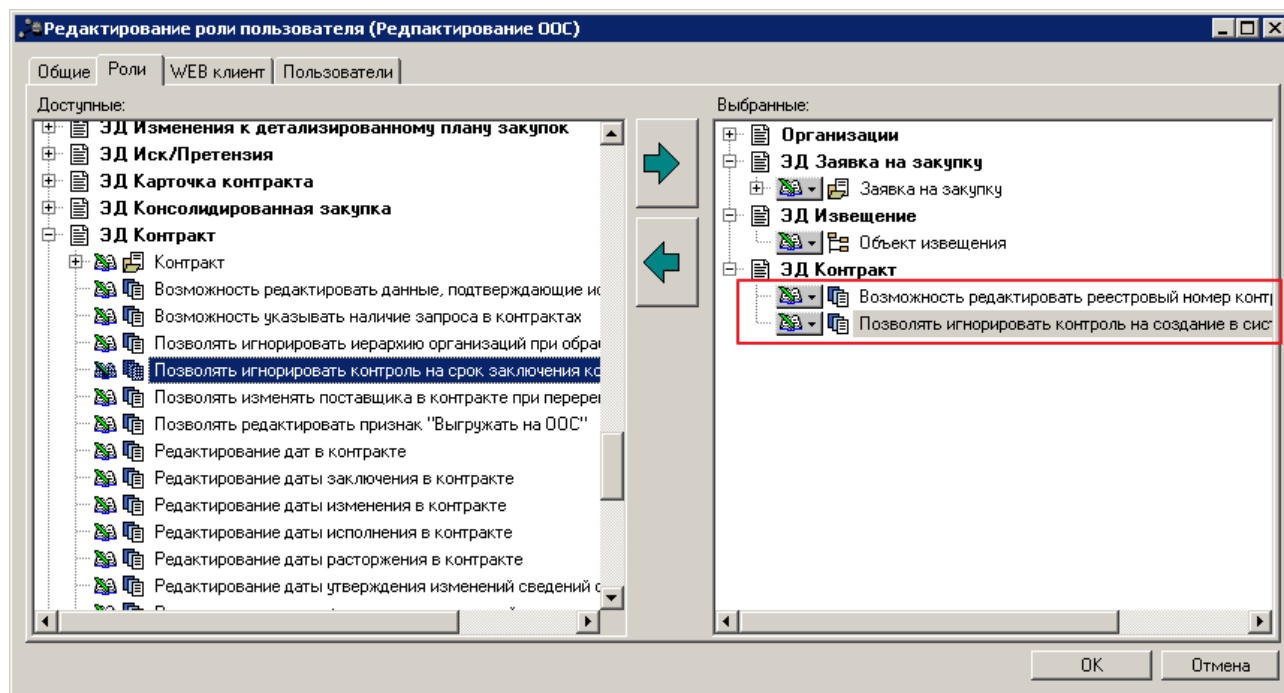 Редактирование роли пользователя (Редпактирование ООС)
Общие Роли WEB клиент Пользователи
Доступные:
ЭД Изменения к детализированному плану закупок
ЭД Иск/Претензия
ЭД Карточка контракта
ЭД Консолидированная закупка
ЭД Контракт
Контракт
Возможность редактировать данные, подтверждающие ис
Возможность указывать наличие запроса в контрактах
Позволять игнорировать иерархию организаций при обра
Позволять игнорировать контроль на срок заключения ко
Позволять изменять поставщика в контракте при перере
Позволять редактировать признак "Выгружать на ООС"
Редактирование дат в контракте
Редактирование даты заключения в контракте
Редактирование даты изменения в контракте
Редактирование даты исполнения в контракте
Редактирование даты расторжения в контракте
Редактирование даты утверждения изменений сведений с
Выбранные:
Организации
ЭД Заявка на закупку
Заявка на закупку
ЭД Извещение
Объект извещения
ЭД Контракт
Возможность редактировать реестровый номер конт
Позволять игнорировать контроль на создание в сис
OK Отмена